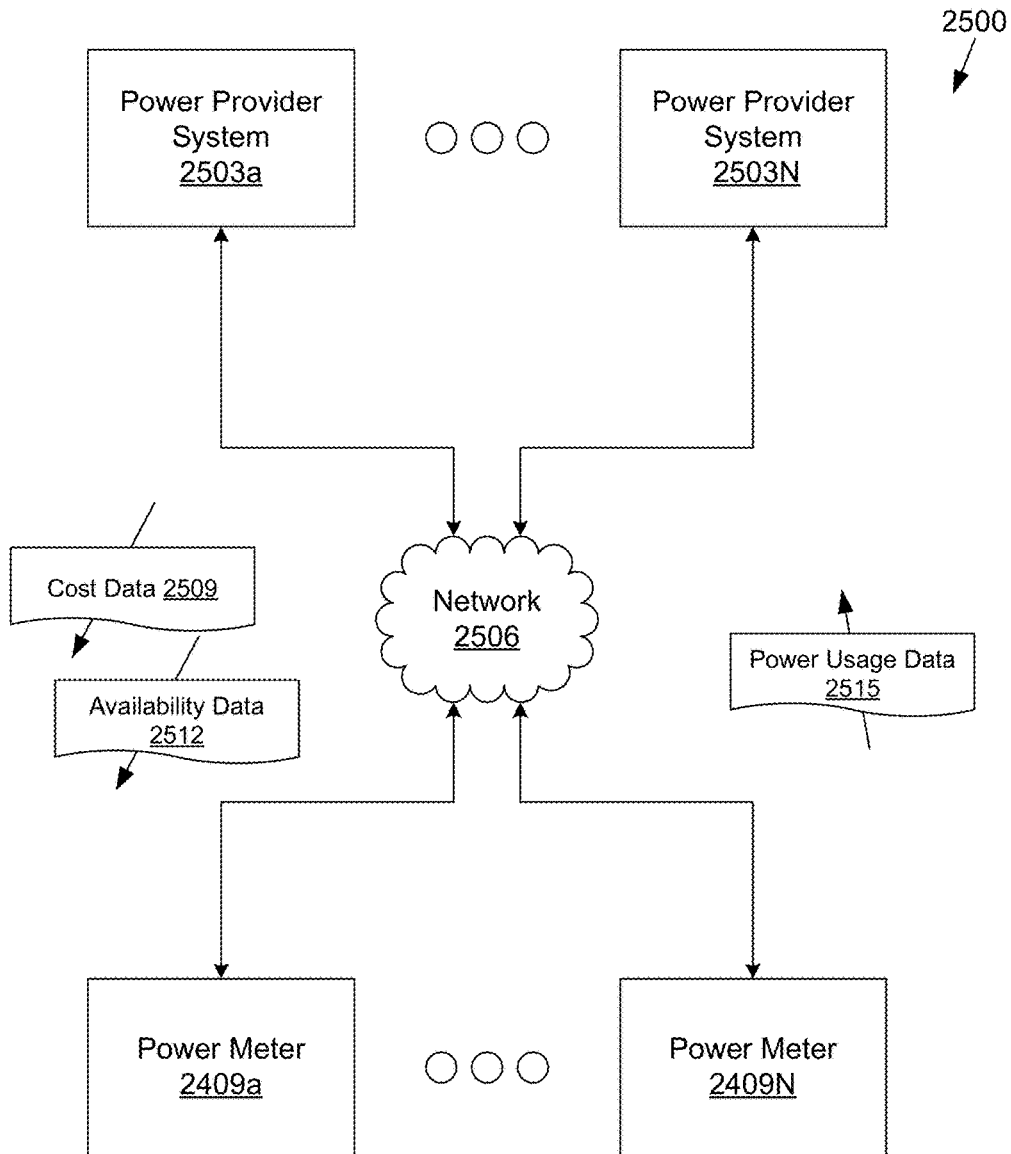 2500
Power Provider
System
2503a
Power Provider
System
2503N
Cost Data 2509
Network
2506
Availability Data
2512
Power Usage Data
2515
Power Meter
2409a
Power Meter
2409N